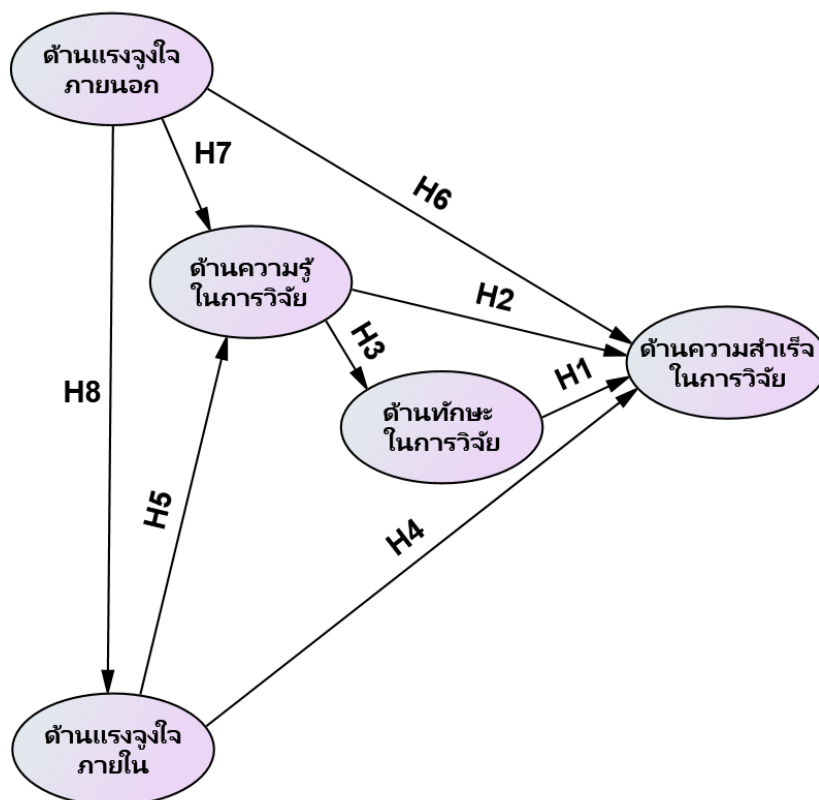 ด้านแรงจูงใจ
ภายนอก
H7
H6
ด้านความรู้
ในการวิจัย
H2
H3
ด้านความสำเร็จ
ในการวิจัย
H1
H8
ด้านทักษะ
ในการวิจัย
H5
H4
ด้านแรงจูงใจ
ภายใน